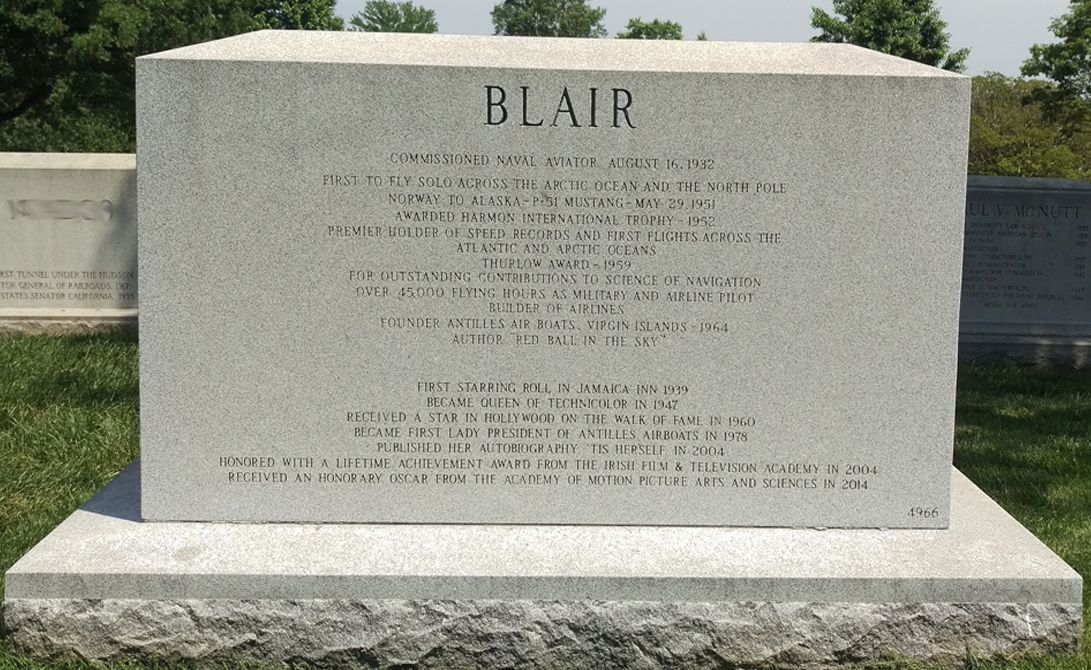 BLAIR
COMMISSIONED NAVAL AVIATOR AUGUST 16, 1932
FIRST TO FLY SOLO ACROSS THE ARCTIC OCEAN AND THE NORTH POLE
NORWAY TO ALASKA - P-51 MUSTANG - MAY 29, 1951
AWARDED HARMON INTERNATIONAL TROPHY - 1952
PREMIER HOLDER OF SPEED RECORDS AND FIRST FLIGHTS ACROSS THE
ATLANTIC AND ARCTIC OCEANS
THURLOW AWARD - 1959
FOR OUTSTANDING CONTRIBUTIONS TO SCIENCE OF NAVIGATION
OVER 45,000 FLYING HOURS AS MILITARY AND AIRLINE PILOT
BUILDER OF AIRLINES
FOUNDER ANTILLES AIR BOATS, VIRGIN ISLANDS - 1964
AUTHOR "RED BALL IN THE SKY"
FIRST STARRING ROLL IN JAMAICA INN 1939
BECAME QUEEN OF TECHNICOLOR IN 1947
RECEIVED A STAR IN HOLLYWOOD ON THE WALK OF FAME IN 1960
BECAME FIRST LADY PRESIDENT OF ANTILLES AIRBOATS IN 1978
PUBLISHED HER AUTOBIOGRAPHY, 'TIS HERSELF, IN 2004
HONORED WITH A LIFETIME ACHIEVEMENT AWARD FROM THE IRISH FILM & TELEVISION ACADEMY IN 2004
RECEIVED AN HONORARY OSCAR FROM THE ACADEMY OF MOTION PICTURE ARTS AND SCIENCES IN 2014
4966
RST TUNNEL UNDER THE HUDSON
TOR GENERAL OF RAILROADS, 1917
STATES SENATOR CALIFORNIA, 1933
UL V. McNUTT
UNIVERSITY LAW SCHOOL